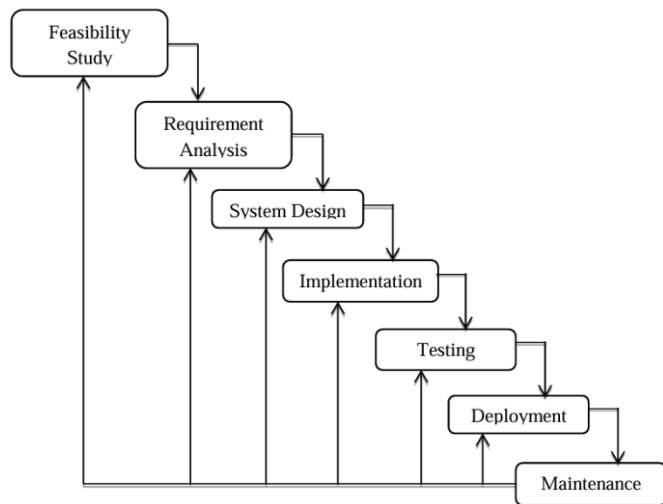 Feasibility
Study
Requirement
Analysis
System Design
Implementation
Testing
Deployment
Maintenance